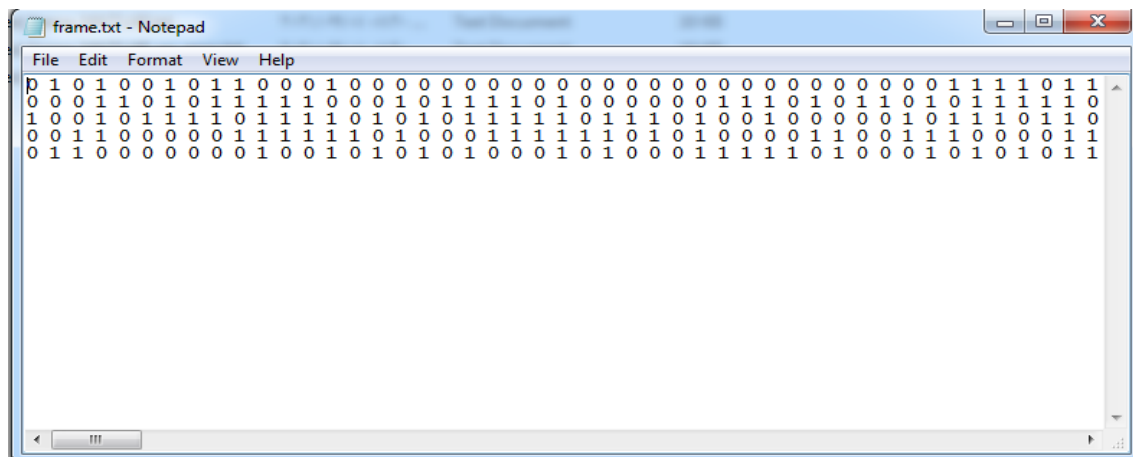 frame.txt - Notepad
File Edit Format View Help
0 1 0 1 0 0 1 0 1 1 0 0 0 1 0 0 0 0 0 0 0 0 0 0 0 0 0 0 0 0 0 0 0 0 0 0 0 0 0 0 1 1 1 1 0 1 1
0 0 0 1 1 0 1 0 1 1 1 1 1 0 0 0 1 0 1 1 1 1 0 1 0 0 0 0 0 0 1 1 1 0 1 0 1 1 0 1 0 1 1 1 1 1 0
1 0 0 1 0 1 1 1 1 0 1 1 1 1 0 1 0 1 0 1 1 1 1 1 0 1 1 1 0 1 0 0 1 0 0 0 0 0 1 0 1 1 1 0 1 1 0
0 0 1 1 0 0 0 0 0 1 1 1 1 1 1 0 1 0 0 0 1 1 1 1 1 1 0 1 0 1 0 0 0 0 1 1 0 0 1 1 1 0 0 0 0 1 1
0 1 1 0 0 0 0 0 0 0 1 0 0 1 0 1 0 1 0 1 0 0 0 1 0 1 0 0 0 1 1 1 1 1 0 1 0 0 0 1 0 1 0 1 0 1 1